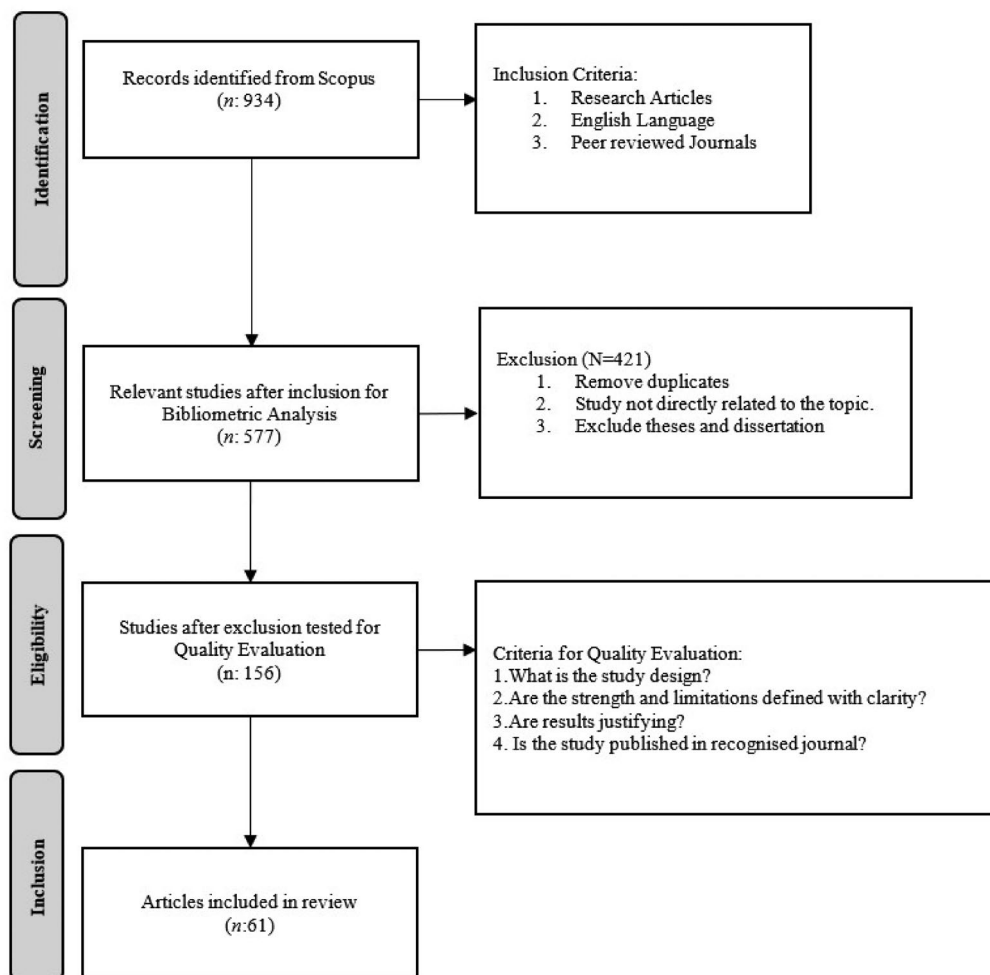 Identification
Records identified from Scopus
(n: 934)
Inclusion Criteria:
1. Research Articles
2. English Language
3. Peer reviewed Journals
Screening
Relevant studies after inclusion for
Bibliometric Analysis
(n: 577)
Exclusion (N=421)
1. Remove duplicates
2. Study not directly related to the topic.
3. Exclude theses and dissertation
Eligibility
Studies after exclusion tested for
Quality Evaluation
(n: 156)
Criteria for Quality Evaluation:
1.What is the study design?
2.Are the strength and limitations defined with clarity?
3.Are results justifying?
4. Is the study published in recognised journal?
Inclusion
Articles included in review
(n:61)